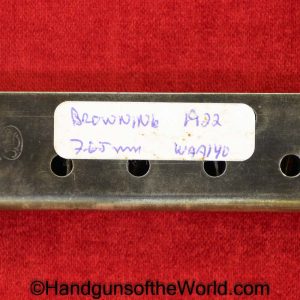 BROWNING 1922
7.65mm WAA140
©HandgunsoftheWorld.com